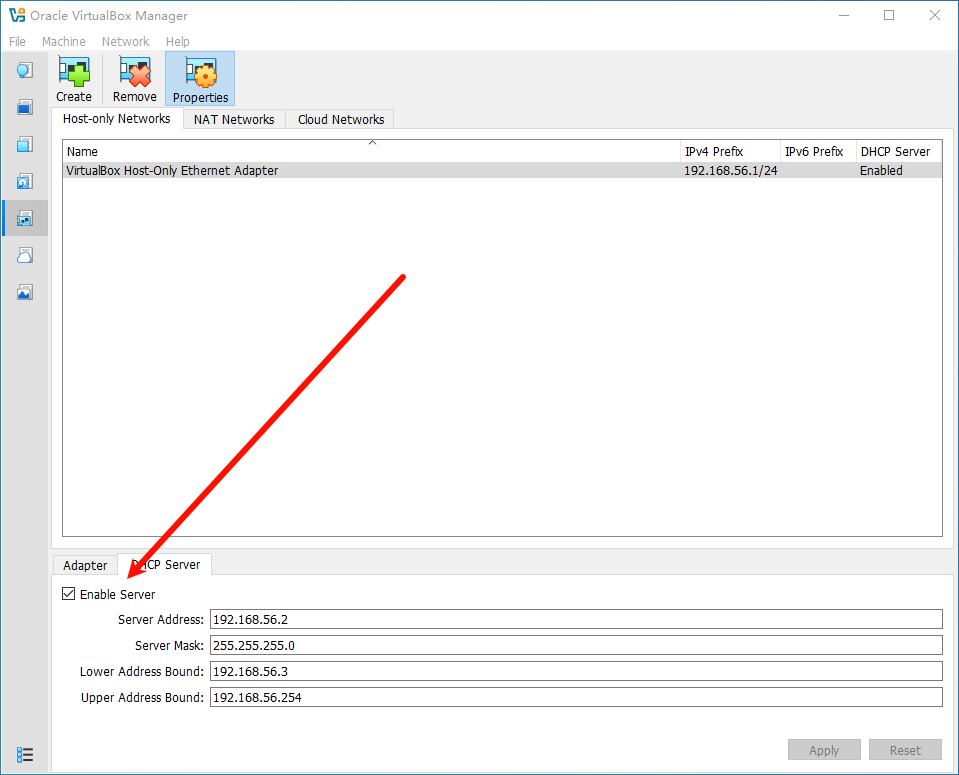 Oracle VirtualBox Manager
File Machine Network Help
Create Remove Properties
Host-only Networks NAT Networks Cloud Networks
Name IPv4 Prefix IPv6 Prefix DHCP Server
VirtualBox Host-Only Ethernet Adapter 192.168.56.1/24 Enabled
Adapter DHCP Server
Enable Server
Server Address: 192.168.56.2
Server Mask: 255.255.255.0
Lower Address Bound: 192.168.56.3
Upper Address Bound: 192.168.56.254
Apply Reset